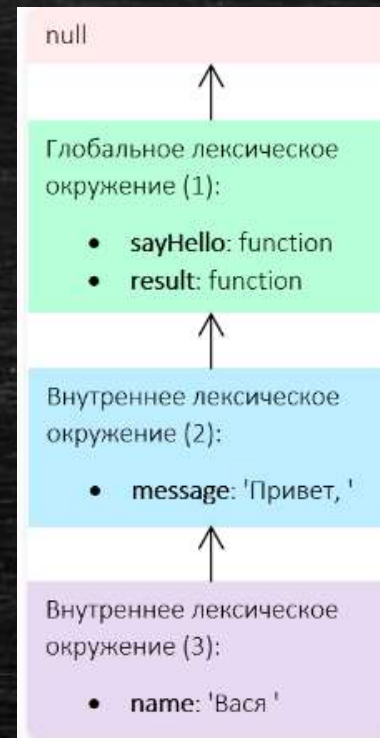 null
Глобальное лексическое
окружение (1):
• sayHello: function
• result: function
Внутреннее лексическое
окружение (2):
• message: 'Привет, '
Внутреннее лексическое
окружение (3):
• name: 'Вася '